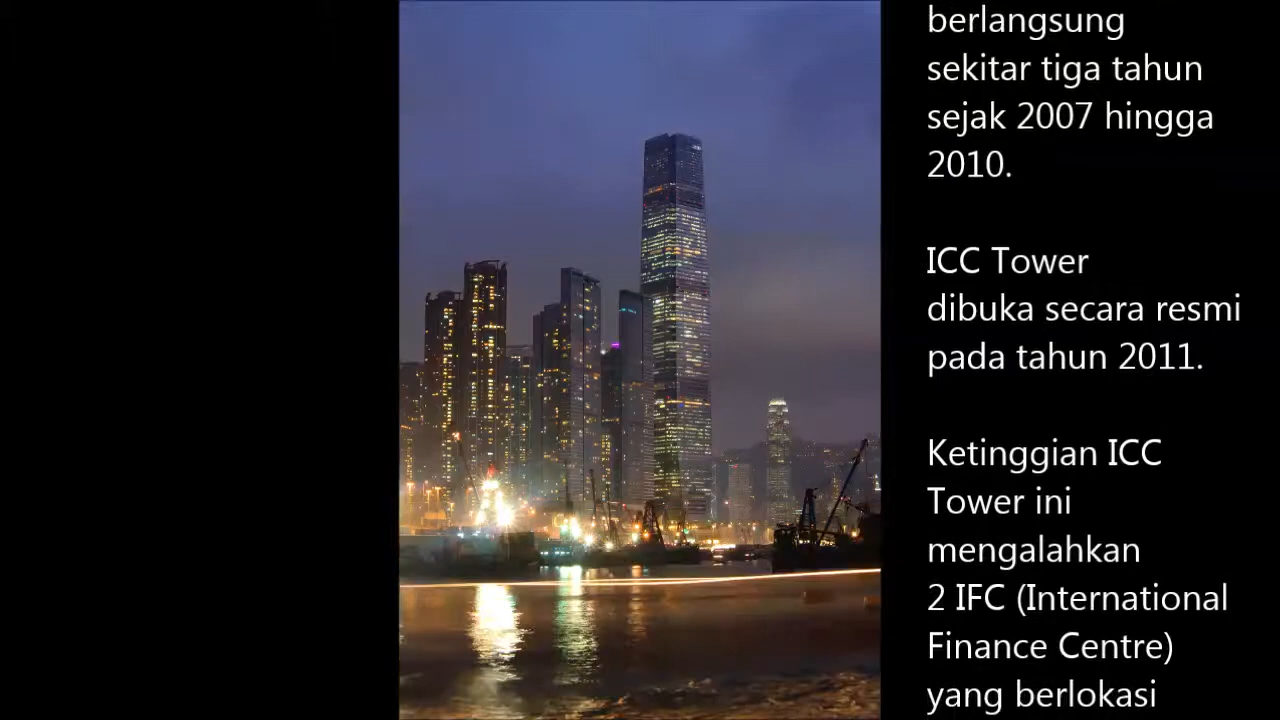 berlangsung
sekitar tiga tahun
sejak 2007 hingga
2010.
ICC Tower
dibuka secara resmi
pada tahun 2011.
Ketinggian ICC
Tower ini
mengalahkan
2 IFC (International
Finance Centre)
yang berlokasi